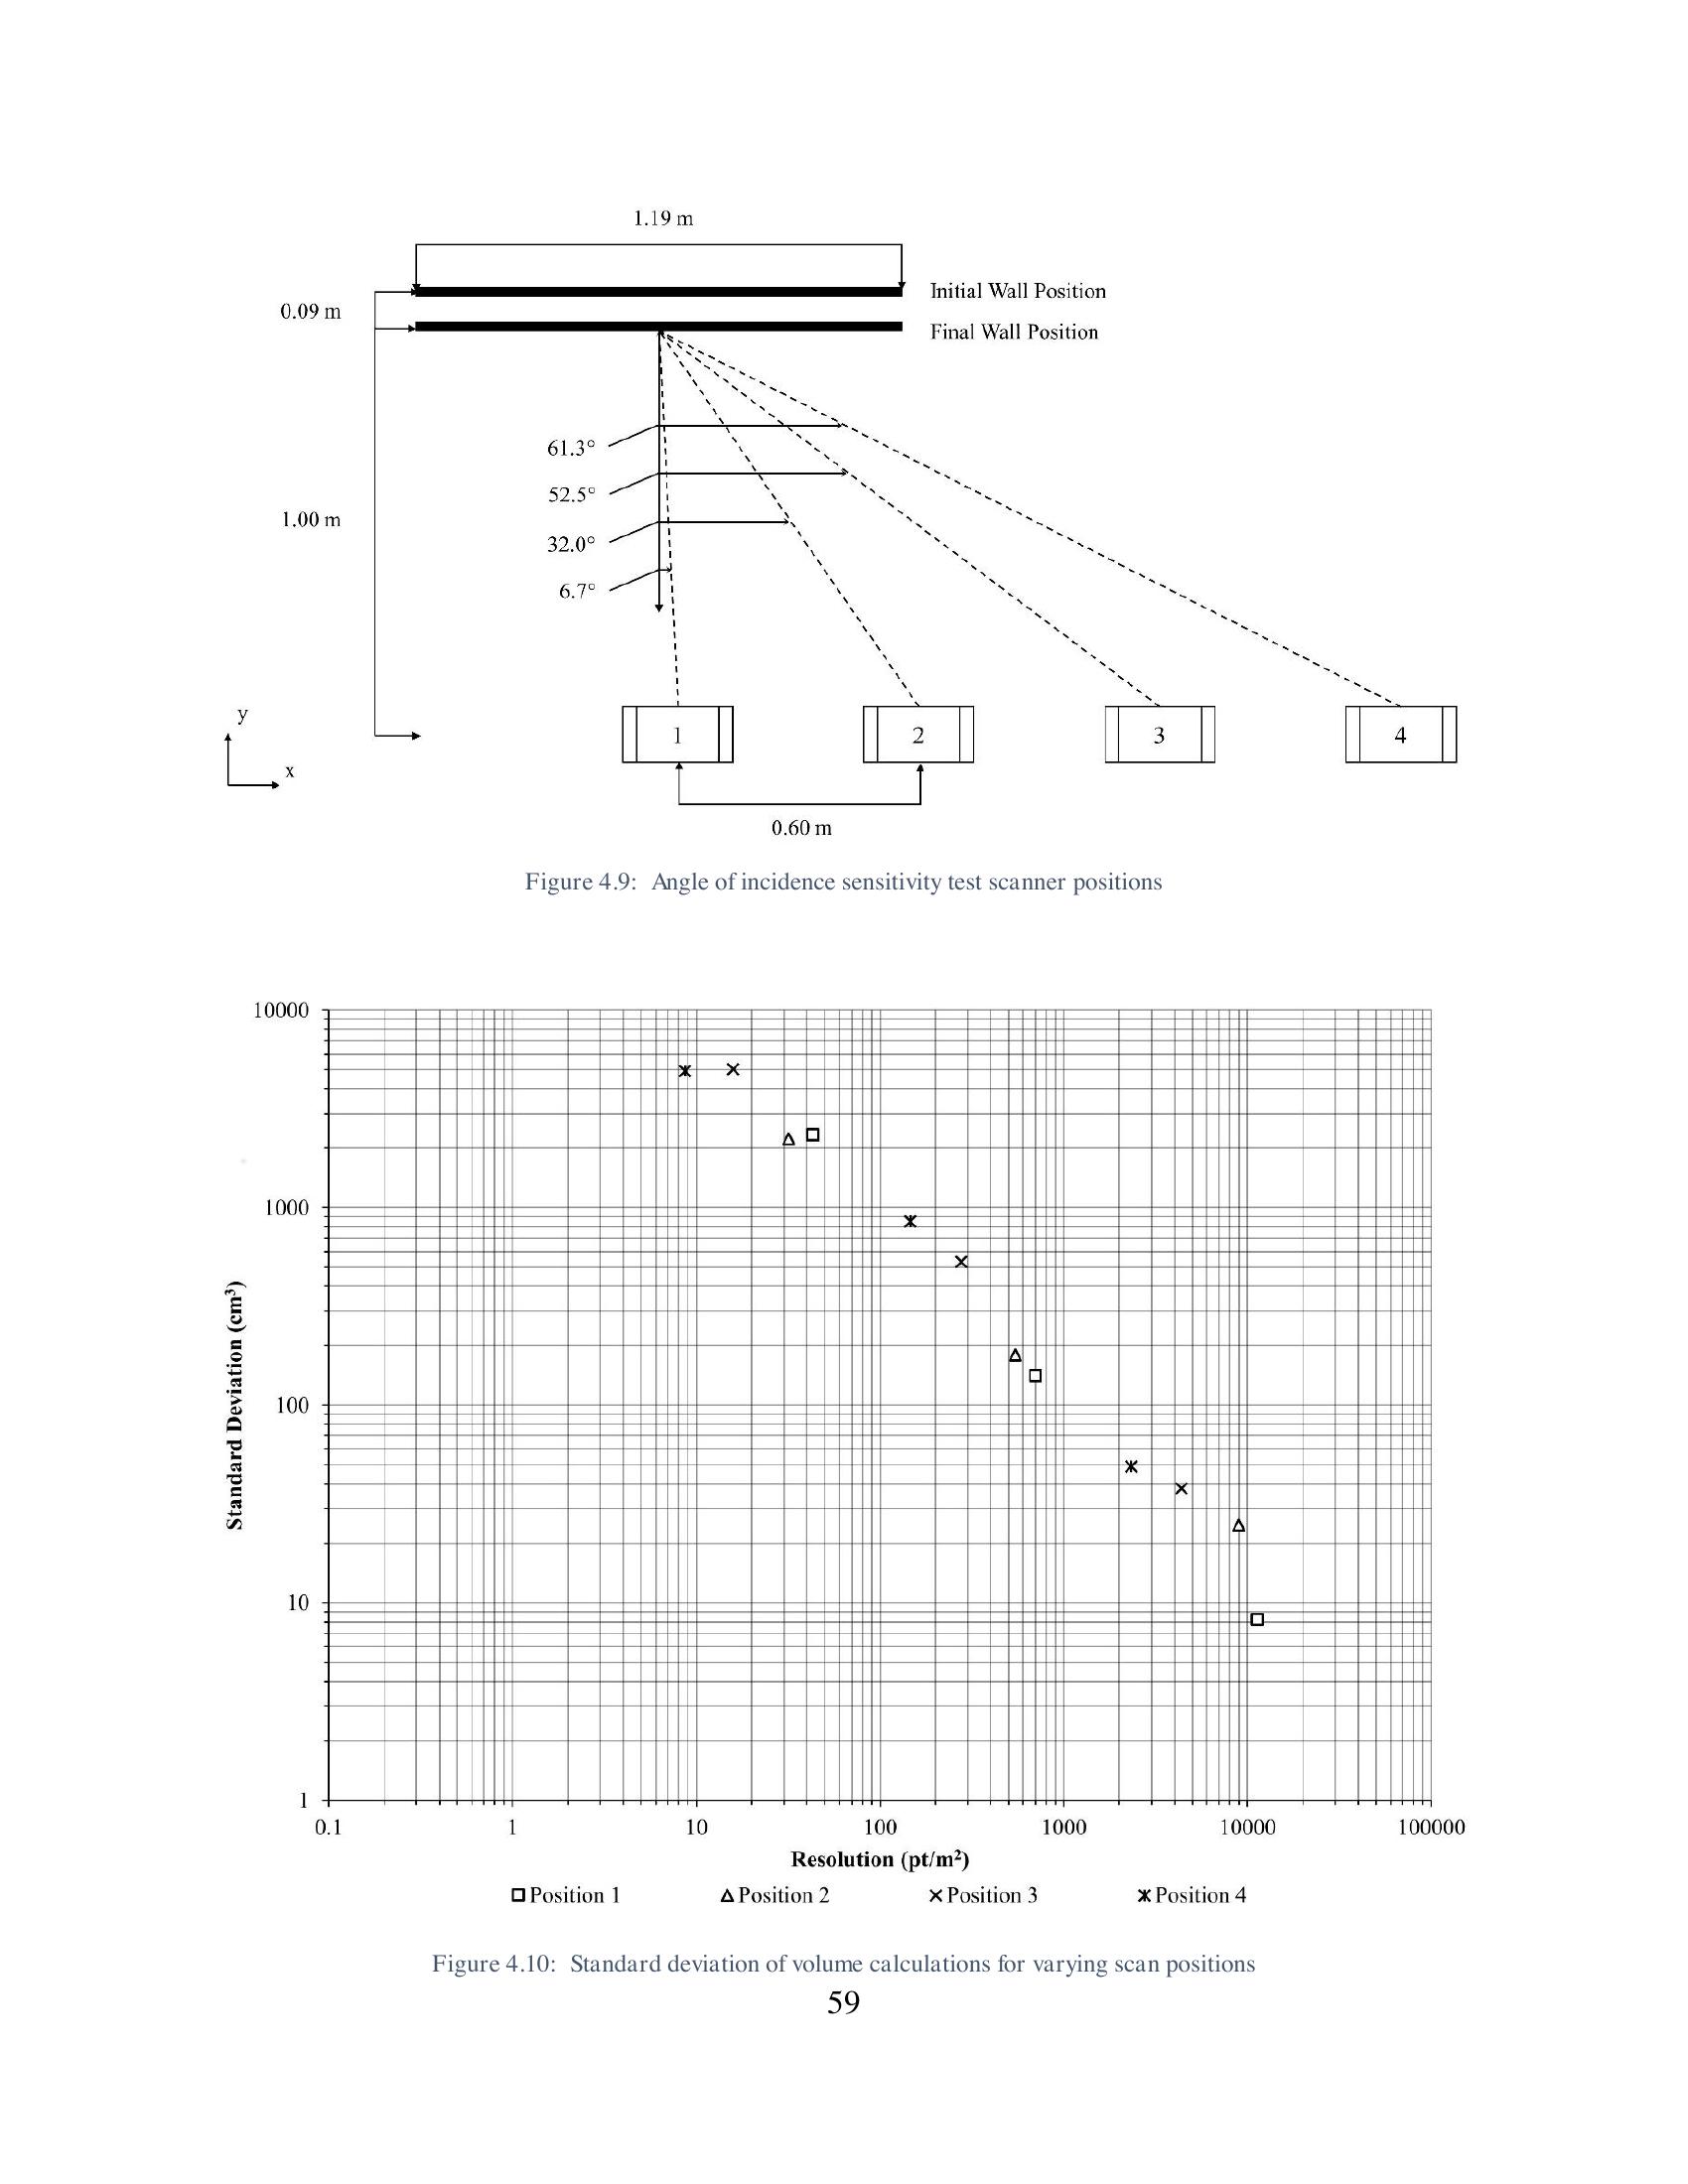 1.19 m
Initial Wall Position
0.09 m
Final Wall Position
61.3°
52.5°
1.00 m
32.0°
6.7°
y
x
1
2
3
4
0.60 m
Figure 4.9:  Angle of incidence sensitivity test scanner positions
10000
1000
100
10
1
Standard Deviation (cm³)
0.1
1
10
100
1000
10000
100000
Resolution (pt/m²)
Position 1
Position 2
Position 3
Position 4
Figure 4.10:  Standard deviation of volume calculations for varying scan positions
59